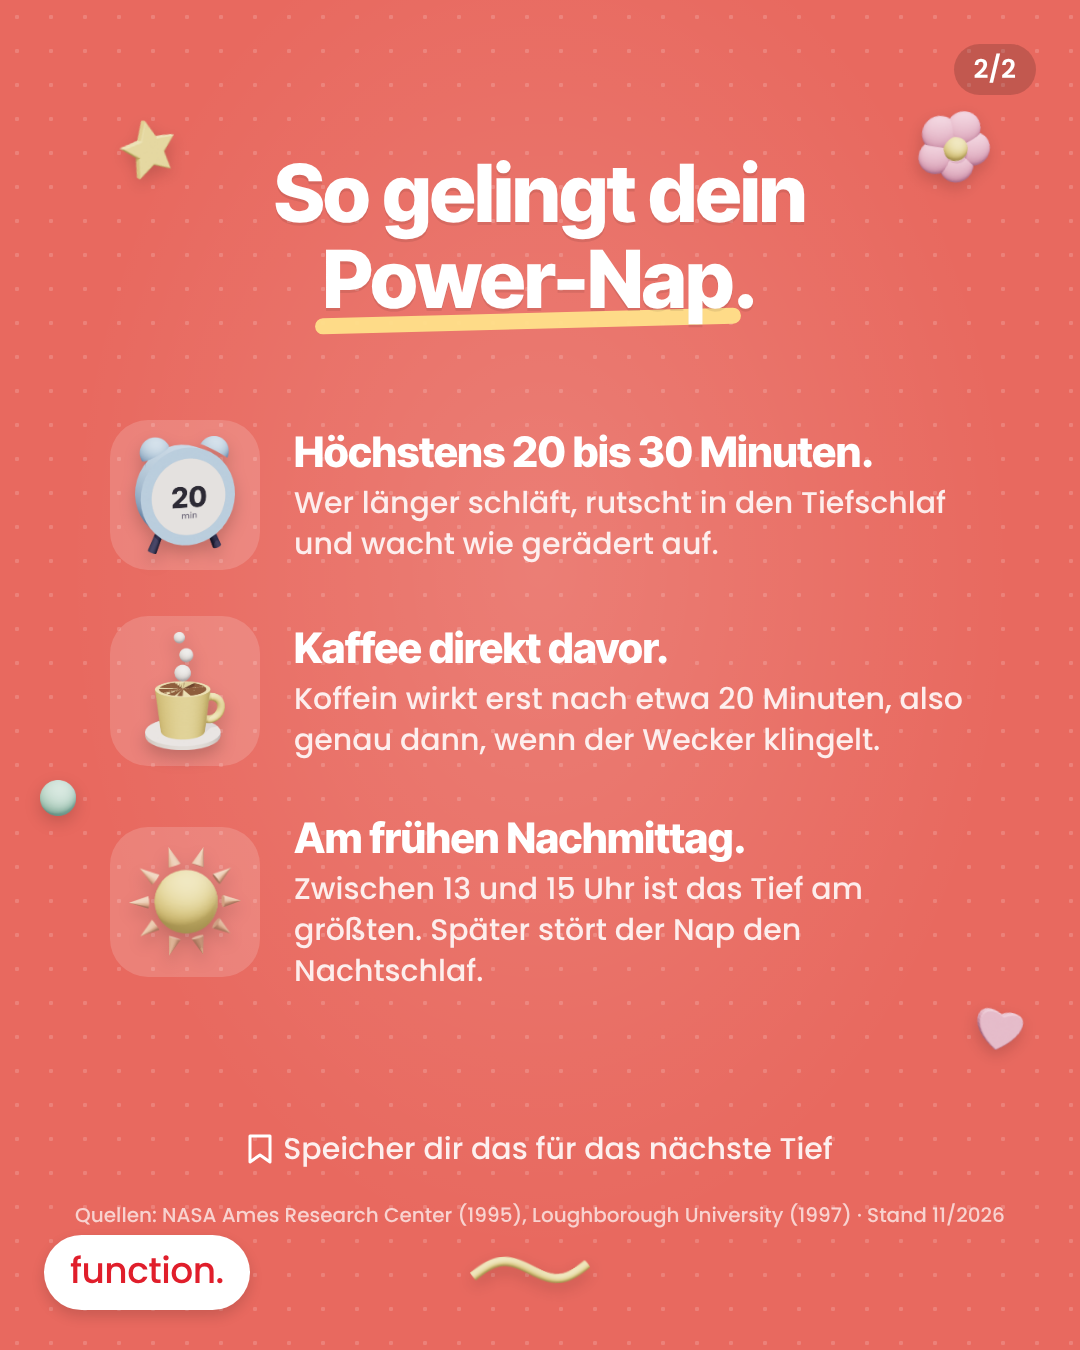 2/2
So gelingt dein
Power-Nap.
20
min
Höchstens 20 bis 30 Minuten.
Wer länger schläft, rutscht in den Tiefschlaf
und wacht wie gerädert auf.
Kaffee direkt davor.
Koffein wirkt erst nach etwa 20 Minuten, also
genau dann, wenn der Wecker klingelt.
Am frühen Nachmittag.
Zwischen 13 und 15 Uhr ist das Tief am
größten. Später stört der Nap den
Nachtschlaf.
Speicher dir das für das nächste Tief
Quellen: NASA Ames Research Center (1995), Loughborough University (1997) · Stand 11/2026
function.